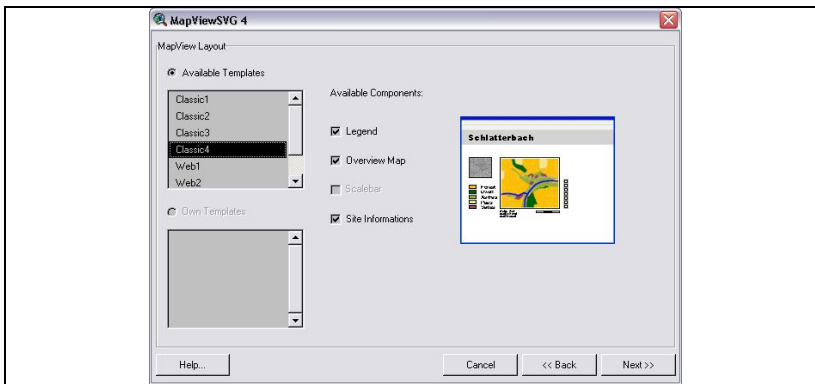 MapViewSVG 4
MapView Layout
Available Templates
Classic1
Classic2
Classic3
Classic4
Web1
Web2
Own Templates
Available Components:
Legend
Overview Map
Scalebar
Site Informations
Schlatterbach
Help...
Cancel
<< Back
Next >>